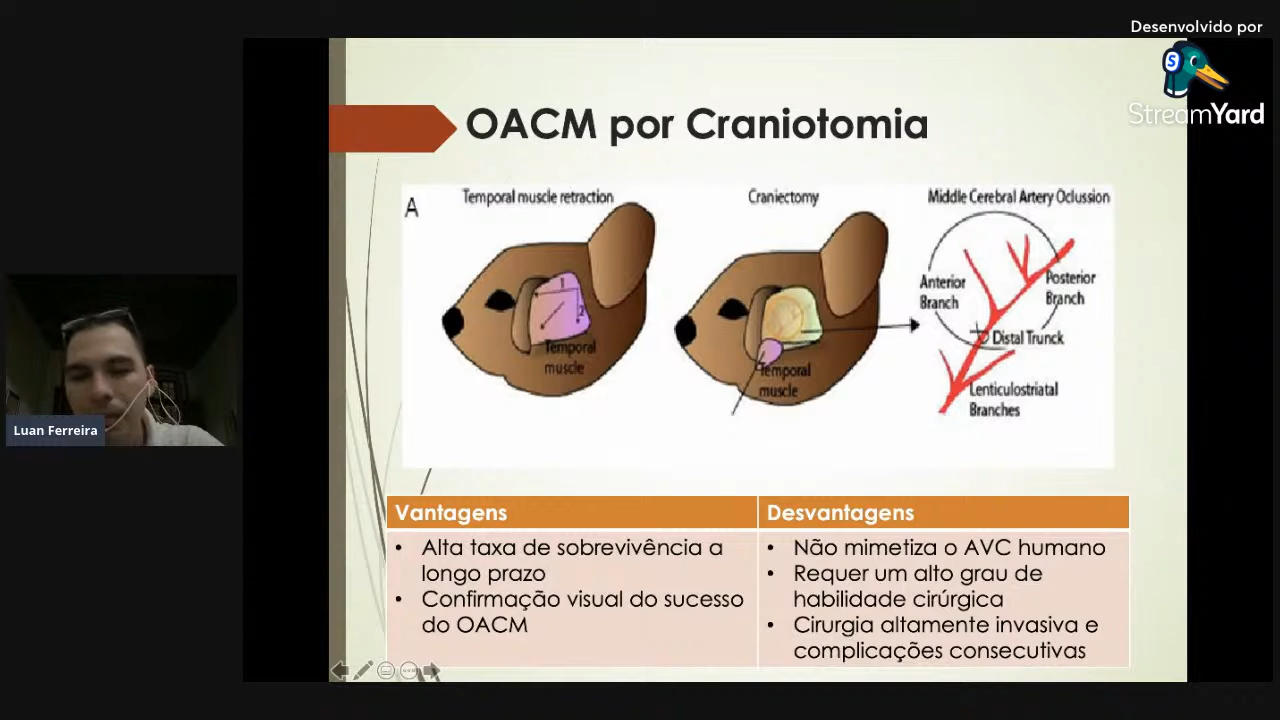 Desenvolvido por
StreamYard
OACM por Craniotomia
A
Temporal muscle retraction
Craniectomy
Middle Cerebral Artery Oclussion
1
2
Temporal
muscle
Temporal
muscle
Anterior
Branch
Posterior
Branch
Distal Trunck
Lenticulostriatal
Branches
Luan Ferreira
Vantagens
• Alta taxa de sobrevivência a
longo prazo
• Confirmação visual do sucesso
do OACM
Desvantagens
• Não mimetiza o AVC humano
• Requer um alto grau de
habilidade cirúrgica
• Cirurgia altamente invasiva e
complicações consecutivas